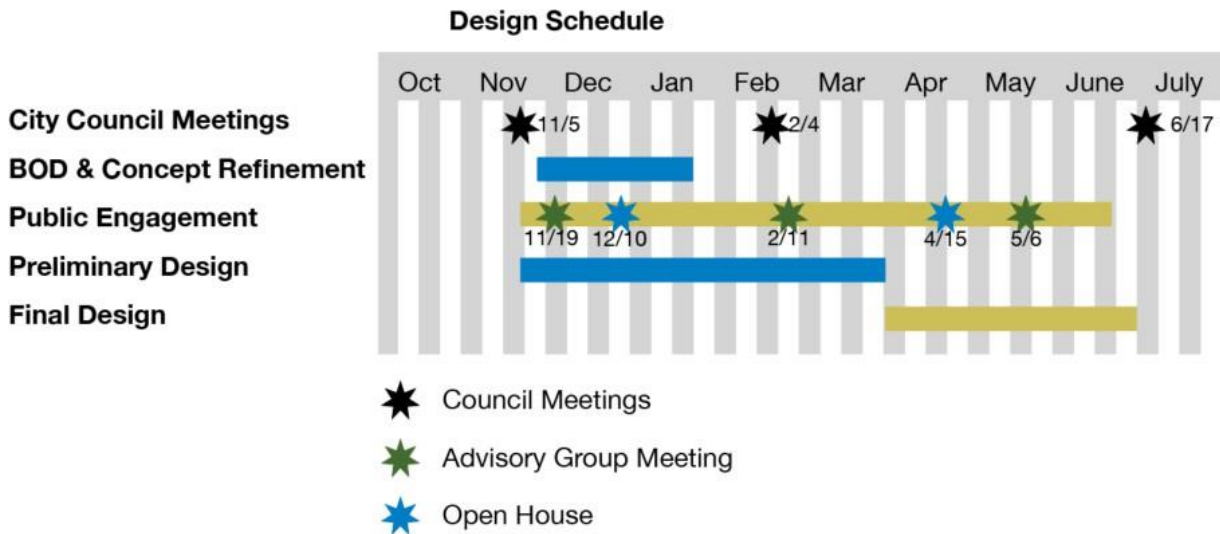 Design Schedule
Oct Nov Dec Jan Feb Mar Apr May June July
City Council Meetings 11/5 2/4 6/17
BOD & Concept Refinement
Public Engagement
11/19 12/10 2/11 4/15 5/6
Preliminary Design
Final Design
Council Meetings
Advisory Group Meeting
Open House